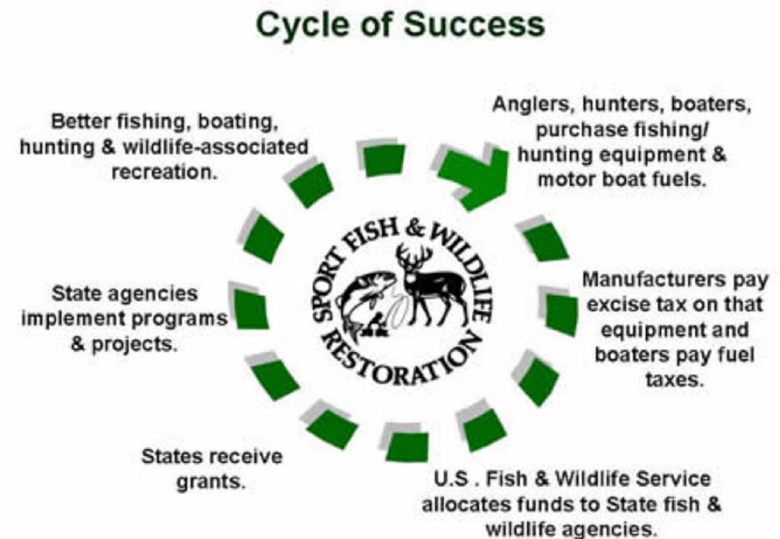 Cycle of Success
Anglers, hunters, boaters,
purchase fishing/
hunting equipment &
motor boat fuels.
Manufacturers pay
excise tax on that
equipment and
boaters pay fuel
taxes.
U.S . Fish & Wildlife Service
allocates funds to State fish &
wildlife agencies.
States receive
grants.
State agencies
implement programs
& projects.
Better fishing, boating,
hunting & wildlife-associated
recreation.
SPORT FISH & WILDLIFE
RESTORATION